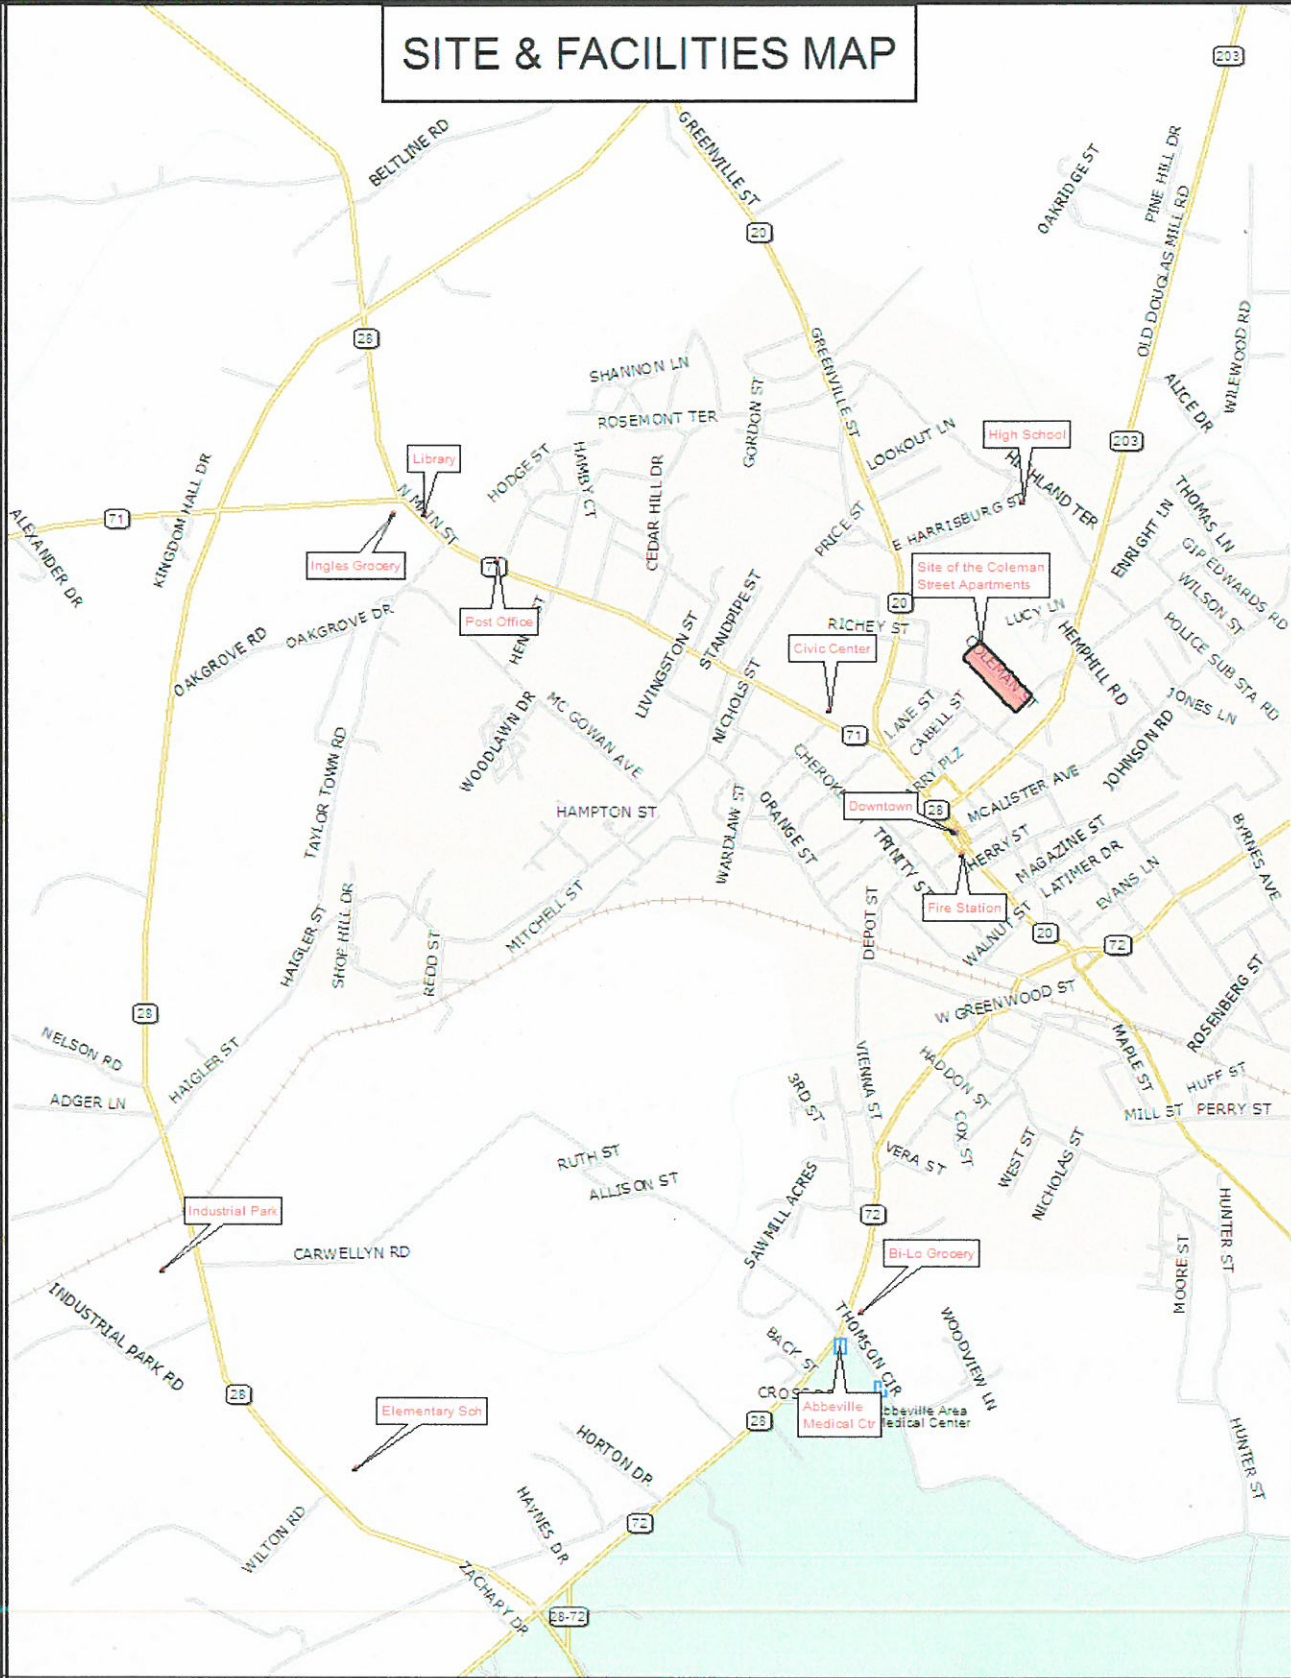 SITE & FACILITIES MAP
203
BELTLINE RD
GREENVILLE ST
OAKRIDGE ST
PINE HILL DR
20
OLD DOUGLAS MILL RD
28
GREENVILLE ST
WILEWOOD RD
SHANNON LN
ALICE DR
ROSEMONT TER
GORDON ST
LOOKOUT LN
High School
203
Library
HODGE ST
HAMBY CT
HIGHLAND TER
KINGDOM HALL DR
N MAIN ST
CEDAR HILL DR
THOMAS LN
71
ALEXANDER DR
PRICE ST
E HARRISBURG ST
ENRIGHT LN
GIP EDWARDS RD
Ingles Grocery
Site of the Coleman
Street Apartments
WILSON ST
OAKGROVE DR
Post Office
STANDPIPE ST
20
RICHEY ST
LUCY LN
HEMPHILL RD
POLICE SUB STA RD
OAKGROVE RD
LIVINGSTON ST
Civic Center
COLEMAN ST
NICHOLS ST
JONES LN
WOODLAWN DR
MC GOWAN AVE
LANE ST
CABELL ST
71
JOHNSON RD
TAYLOR TOWN RD
MCALISTER AVE
HAMPTON ST
WARDLAW ST
ORANGE ST
Downtown
28
TRINITY ST
MAGAZINE ST
LATIMER DR
BYRNES AVE
EVANS LN
Fire Station
MITCHELL ST
SHOE HILL DR
HAIGLER ST
REDD ST
DEPOT ST
WALNUT ST
20
72
28
W GREENWOOD ST
ROSENBERG ST
NELSON RD
HAIGLER ST
VIENNA ST
HADDON ST
MAPLE ST
HUFF ST
ADGER LN
3RD ST
COX ST
MILL ST
PERRY ST
RUTH ST
VERA ST
WEST ST
NICHOLAS ST
ALLISON ST
SAWMILL ACRES
Industrial Park
72
HUNTER ST
CARWELLYN RD
Bi-Lo Grocery
MOORE ST
INDUSTRIAL PARK RD
THOMSON CIR
WOODVIEW LN
BACK ST
28
Elementary Sch
Abbeville
Medical Ctr
Abbeville Area
Medical Center
28
HORTON DR
HUNTER ST
HAYNES DR
72
WILTON RD
ZACHARY DR
28-72